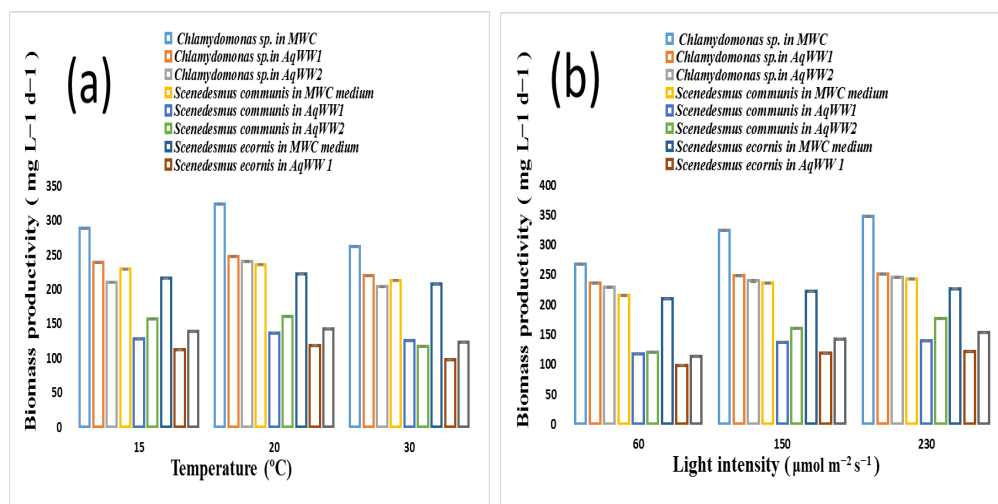 (a)
Chlamydomonas sp. in MWC
Chlamydomonas sp.in AqWW1
Chlamydomonas sp.in AqWW2
Scenedesmus communis in MWC medium
Scenedesmus communis in AqWW1
Scenedesmus communis in AqWW2
Scenedesmus ecornis in MWC medium
Scenedesmus ecornis in AqWW 1
Biomass productivity ( mg L–1 d–1 )
350
300
250
200
150
100
50
0
15 20 30
Temperature (ºC)
(b)
Chlamydomonas sp. in MWC
Chlamydomonas sp.in AqWW1
Chlamydomonas sp.in AqWW2
Scenedesmus communis in MWC medium
Scenedesmus communis in AqWW1
Scenedesmus communis in AqWW2
Scenedesmus ecornis in MWC medium
Scenedesmus ecornis in AqWW 1
Biomass productivity ( mg L–1 d–1 )
400
350
300
250
200
150
100
50
0
60 150 230
Light intensity ( µmol m⁻² s⁻¹ )